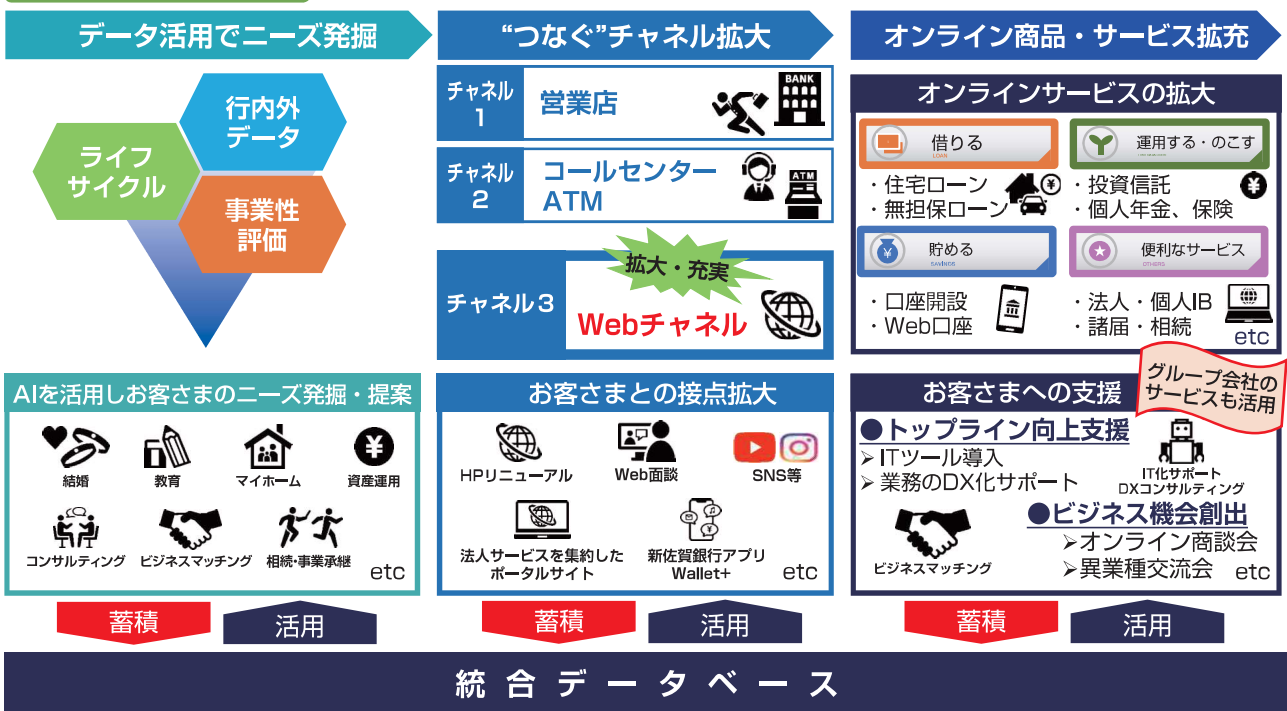 データ活用でニーズ発掘
ライフ
サイクル
行内外
データ
事業性
評価
AIを活用しお客さまのニーズ発掘・提案
結婚
教育
マイホーム
資産運用
コンサルティング
ビジネスマッチング
相続・事業承継
etc
蓄積
活用
“つなぐ”チャネル拡大
チャネル
1
営業店
BANK
チャネル
2
コールセンター
ATM
ATM
チャネル3
拡大・充実
Webチャネル
お客さまとの接点拡大
HPリニューアル
Web面談
SNS等
法人サービスを集約した
ポータルサイト
新佐賀銀行アプリ
Wallet+
etc
蓄積
活用
オンライン商品・サービス拡充
オンラインサービスの拡大
借りる
LOAN
・住宅ローン
・無担保ローン
運用する・のこす
・投資信託
・個人年金、保険
貯める
SAVINGS
・口座開設
・Web口座
便利なサービス
OTHERS
・法人・個人IB
・諸届・相続
etc
グループ会社の
サービスも活用
お客さまへの支援
●トップライン向上支援
➢ITツール導入
➢業務のDX化サポート
IT化サポート
DXコンサルティング
ビジネスマッチング
●ビジネス機会創出
➢オンライン商談会
➢異業種交流会
etc
蓄積
活用
統合データベース